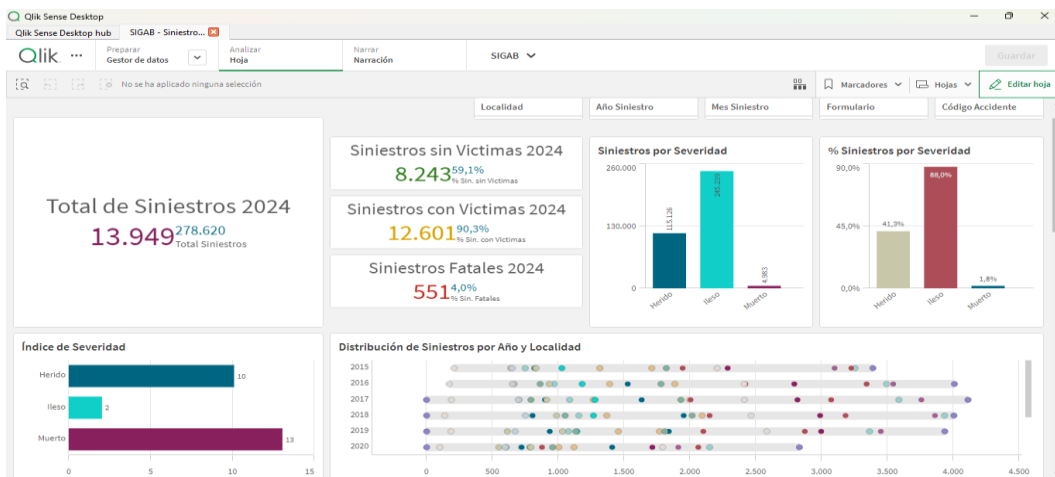 Qlik Sense Desktop
Qlik Sense Desktop hub
SIGAB - Siniestro...
Qlik
Preparar
Gestor de datos
Analizar
Hoja
Narrar
Narración
SIGAB
Guardar
No se ha aplicado ninguna selección
Marcadores
Hojas
Editar hoja
Localidad
Año Siniestro
Mes Siniestro
Formulario
Código Accidente
Total de Siniestros 2024
13.949
278.620
Total Siniestros
Siniestros sin Victimas 2024
8.243
59,1%
% Sin. sin Victimas
Siniestros con Victimas 2024
12.601
90,3%
% Sin. con Victimas
Siniestros Fatales 2024
551
4,0%
% Sin. Fatales
Siniestros por Severidad
260.000
130.000
0
115.126
245.239
4.983
Herido
Ileso
Muerto
% Siniestros por Severidad
90,0%
45,0%
0,0%
41,3%
88,0%
1,8%
Herido
Ileso
Muerto
Índice de Severidad
Herido
10
Ileso
2
Muerto
13
0
5
10
15
Distribución de Siniestros por Año y Localidad
2015
2016
2017
2018
2019
2020
0
500
1.000
1.500
2.000
2.500
3.000
3.500
4.000
4.500